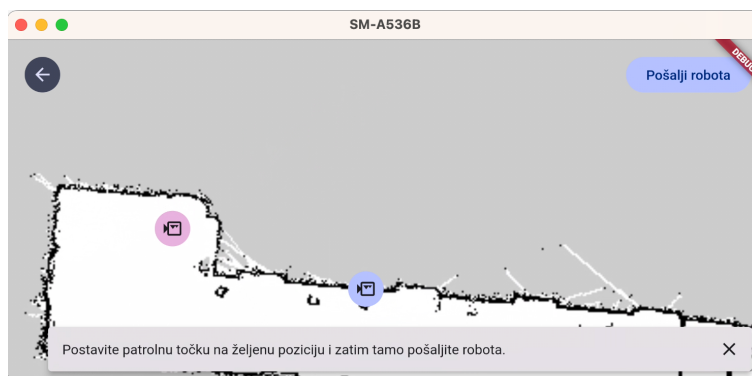 SM-A536B
DEBUG
Pošalji robota
Postavite patrolnu točku na željenu poziciju i zatim tamo pošaljite robota.